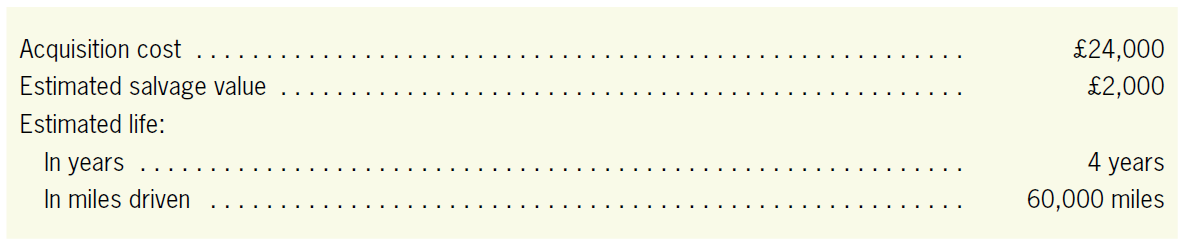 Acquisition cost . . . . . . . . . . . . . . . . . . . . . . . . . . . . . . . . . . . . . . . . . . . . . . . . . . . . . . . . . £24,000
Estimated salvage value . . . . . . . . . . . . . . . . . . . . . . . . . . . . . . . . . . . . . . . . . . . . . . . . . . . £2,000
Estimated life:
In years . . . . . . . . . . . . . . . . . . . . . . . . . . . . . . . . . . . . . . . . . . . . . . . . . . . . . . . . . . . . . 4 years
In miles driven . . . . . . . . . . . . . . . . . . . . . . . . . . . . . . . . . . . . . . . . . . . . . . . . . . . . . . . . 60,000 miles